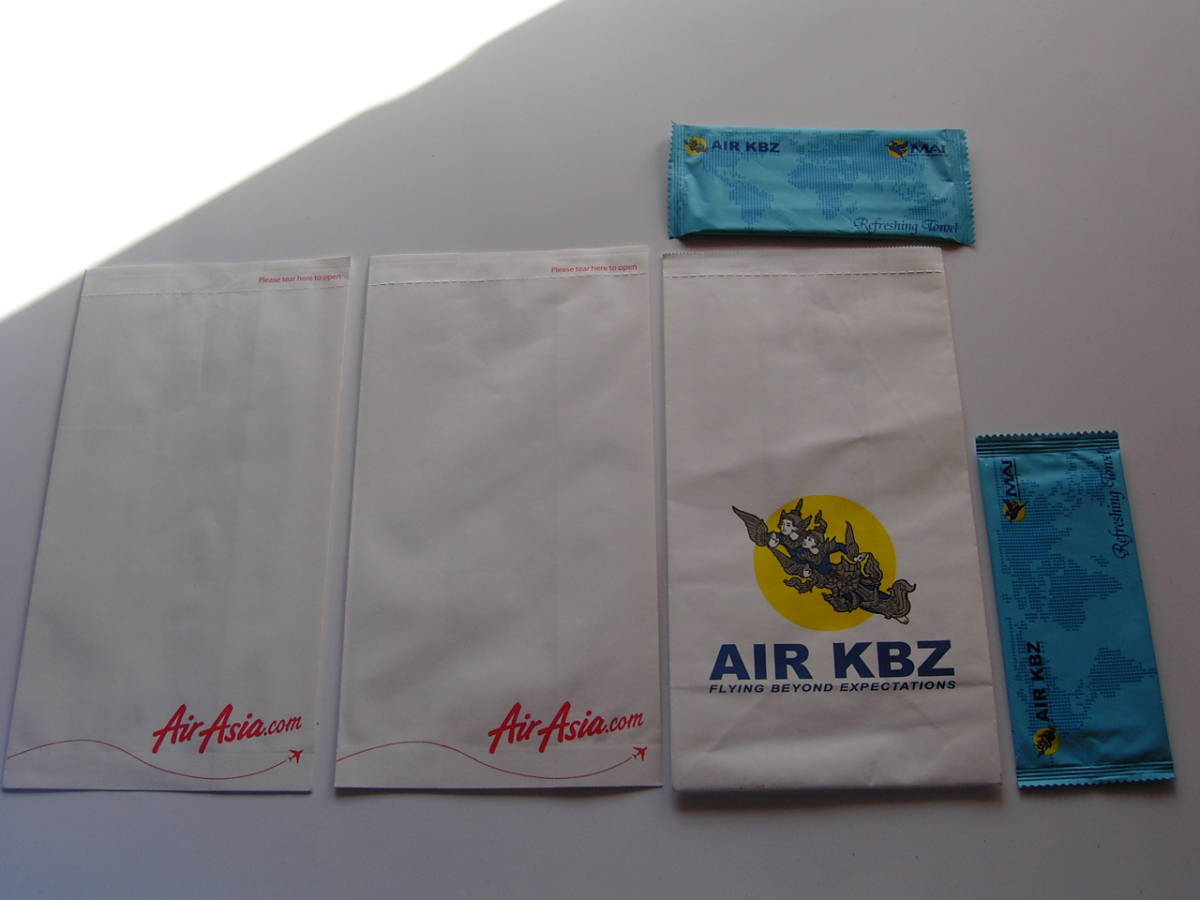 AIR KBZ
MAI
Refreshing Towel
Please tear here to open
Please tear here to open
MAI
Refreshing Towel
AIR KBZ
AIR KBZ
FLYING BEYOND EXPECTATIONS
AirAsia.com
AirAsia.com